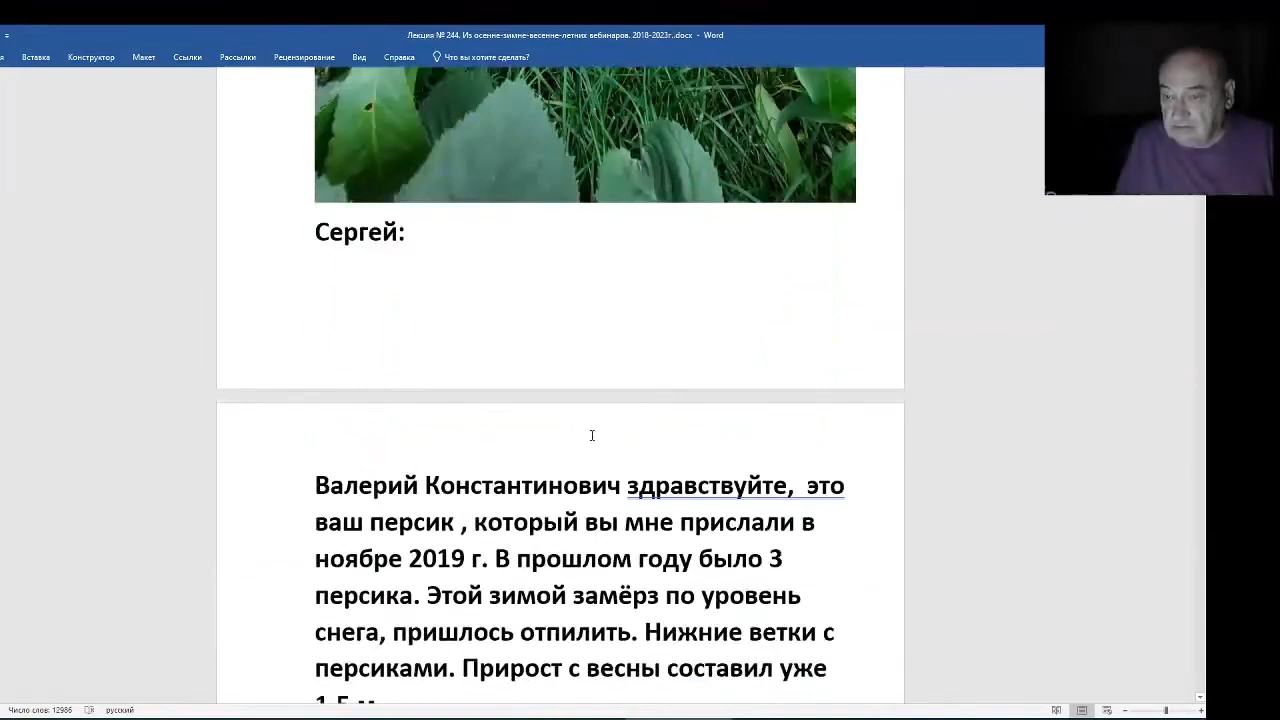 Лекция № 244. Из осенне-зимне-весенне-летних вебинаров. 2018-2023г..docx - Word
я Вставка Конструктор Макет Ссылки Рассылки Рецензирование Вид Справка Что вы хотите сделать?
Сергей:
Валерий Константинович здравствуйте, это
ваш персик , который вы мне прислали в
ноябре 2019 г. В прошлом году было 3
персика. Этой зимой замёрз по уровень
снега, пришлось отпилить. Нижние ветки с
персиками. Прирост с весны составил уже
1,5 м
Число слов: 12986 русский